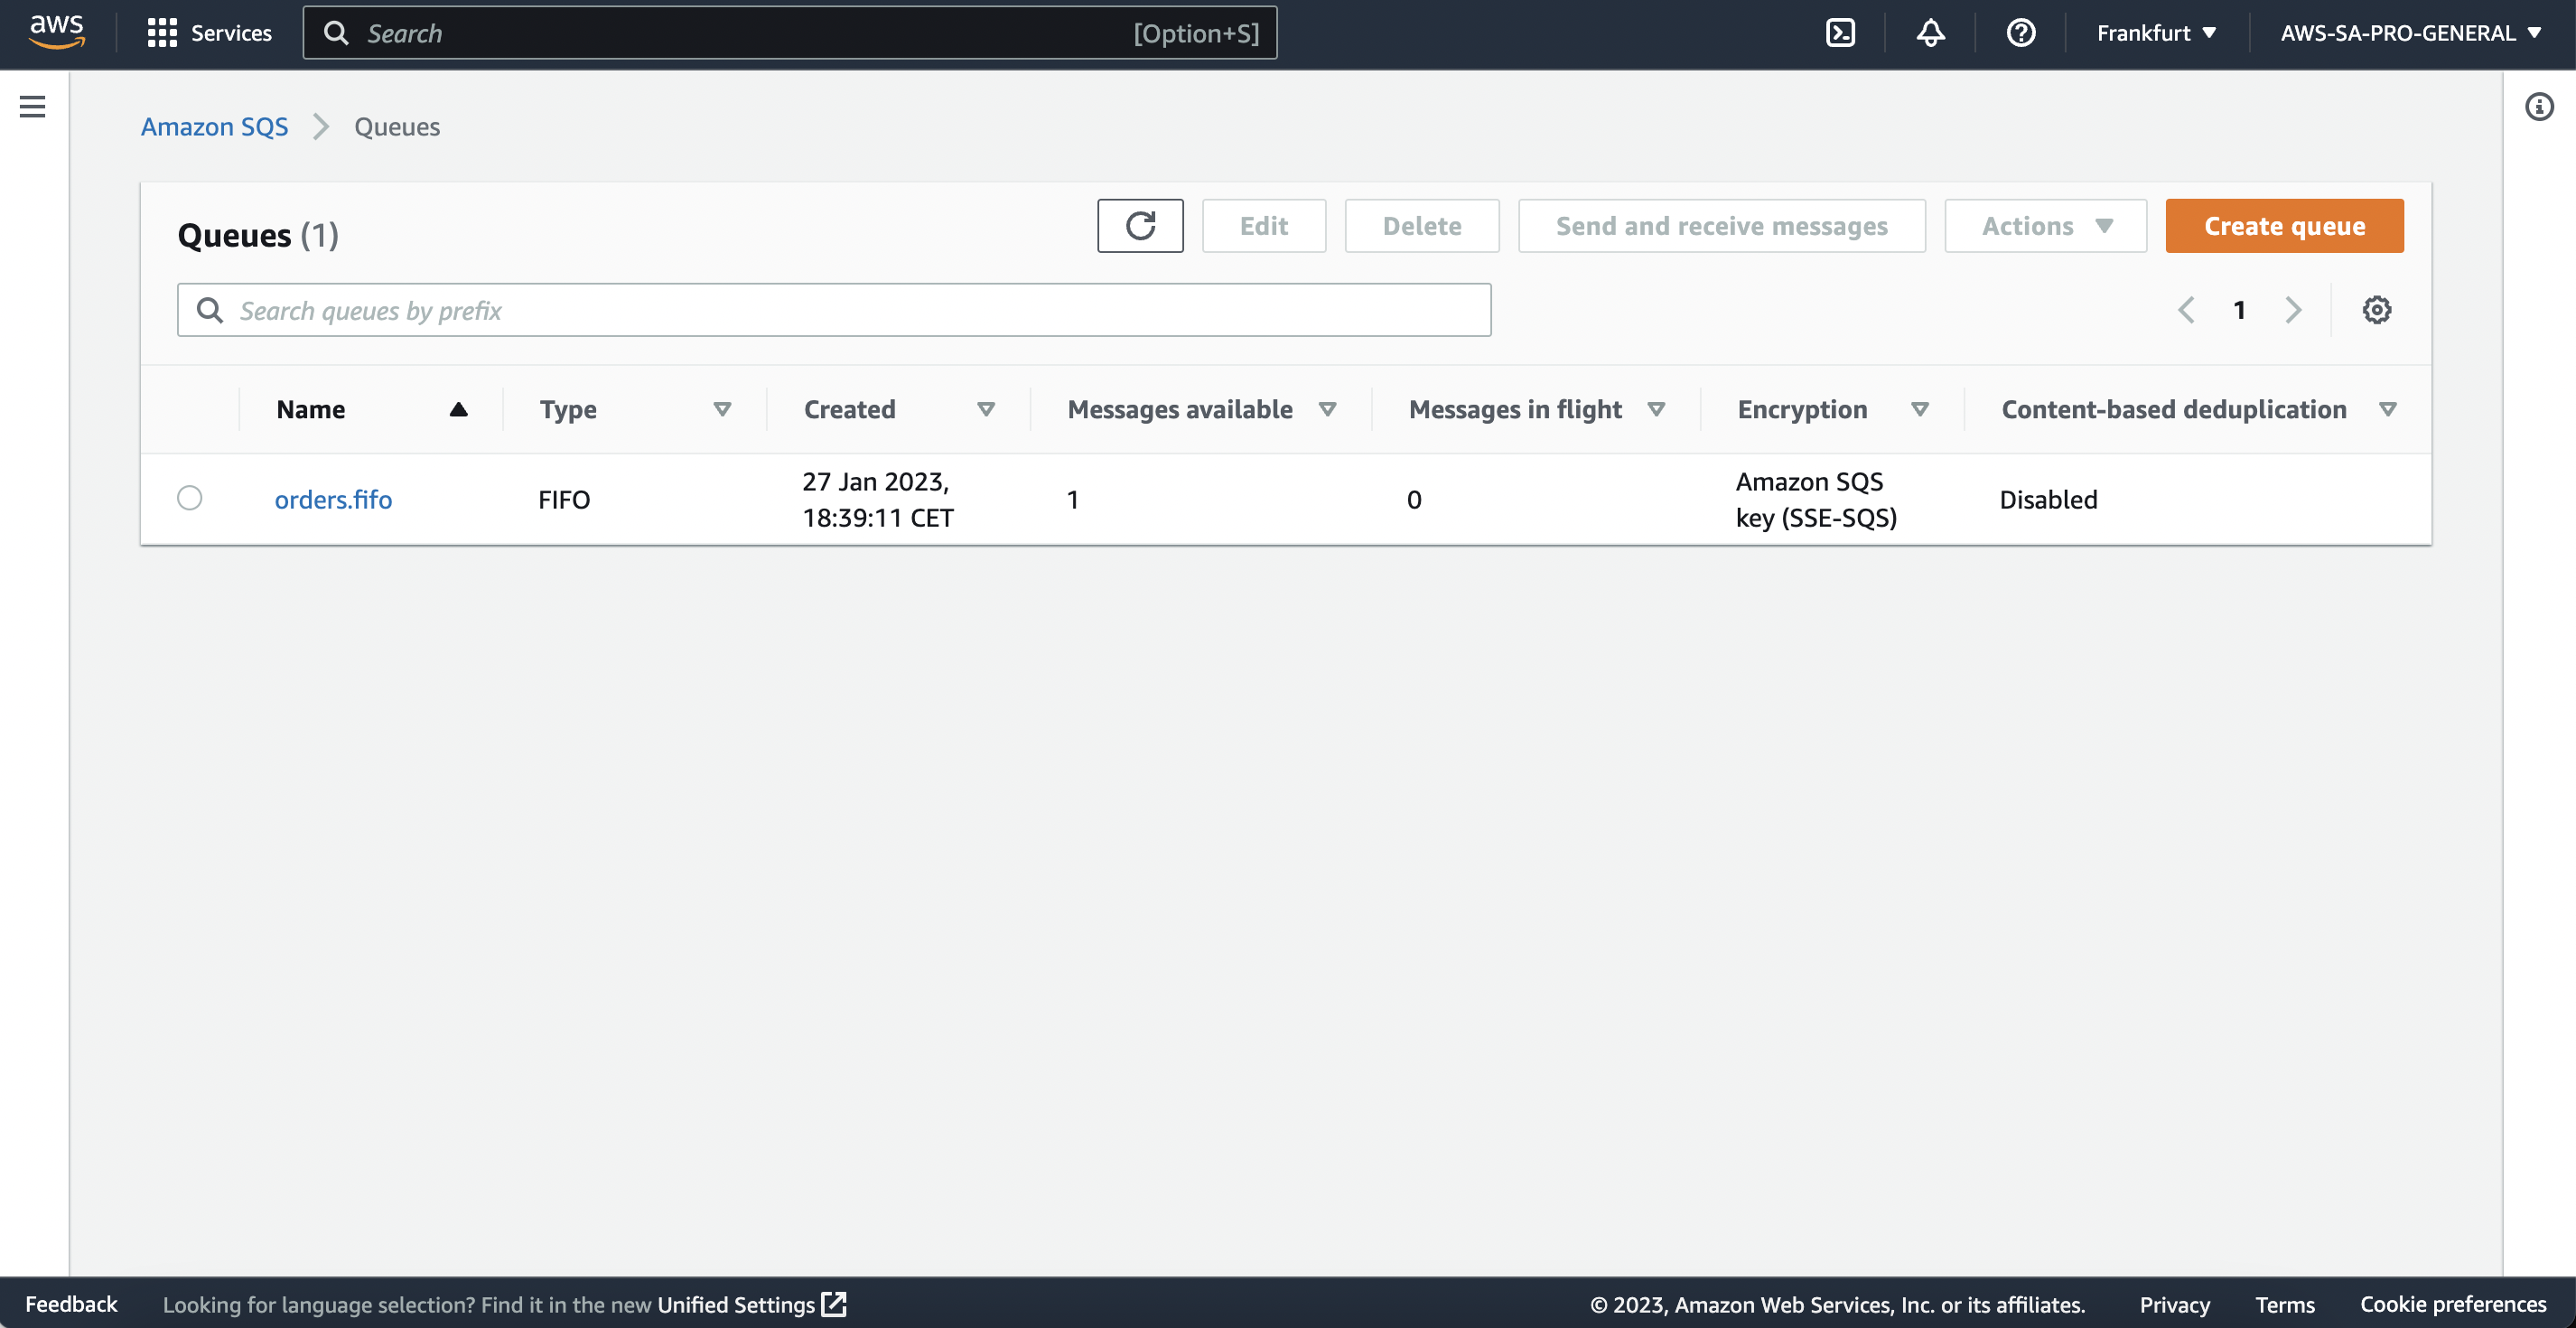 aws Services Search [Option+S] Frankfurt AWS-SA-PRO-GENERAL
Amazon SQS Queues
Queues (1) Edit Delete Send and receive messages Actions Create queue
Search queues by prefix 1
Name Type Created Messages available Messages in flight Encryption Content-based deduplication
orders.fifo FIFO 27 Jan 2023, 18:39:11 CET 1 0 Amazon SQS key (SSE-SQS) Disabled
Feedback Looking for language selection? Find it in the new Unified Settings © 2023, Amazon Web Services, Inc. or its affiliates. Privacy Terms Cookie preferences